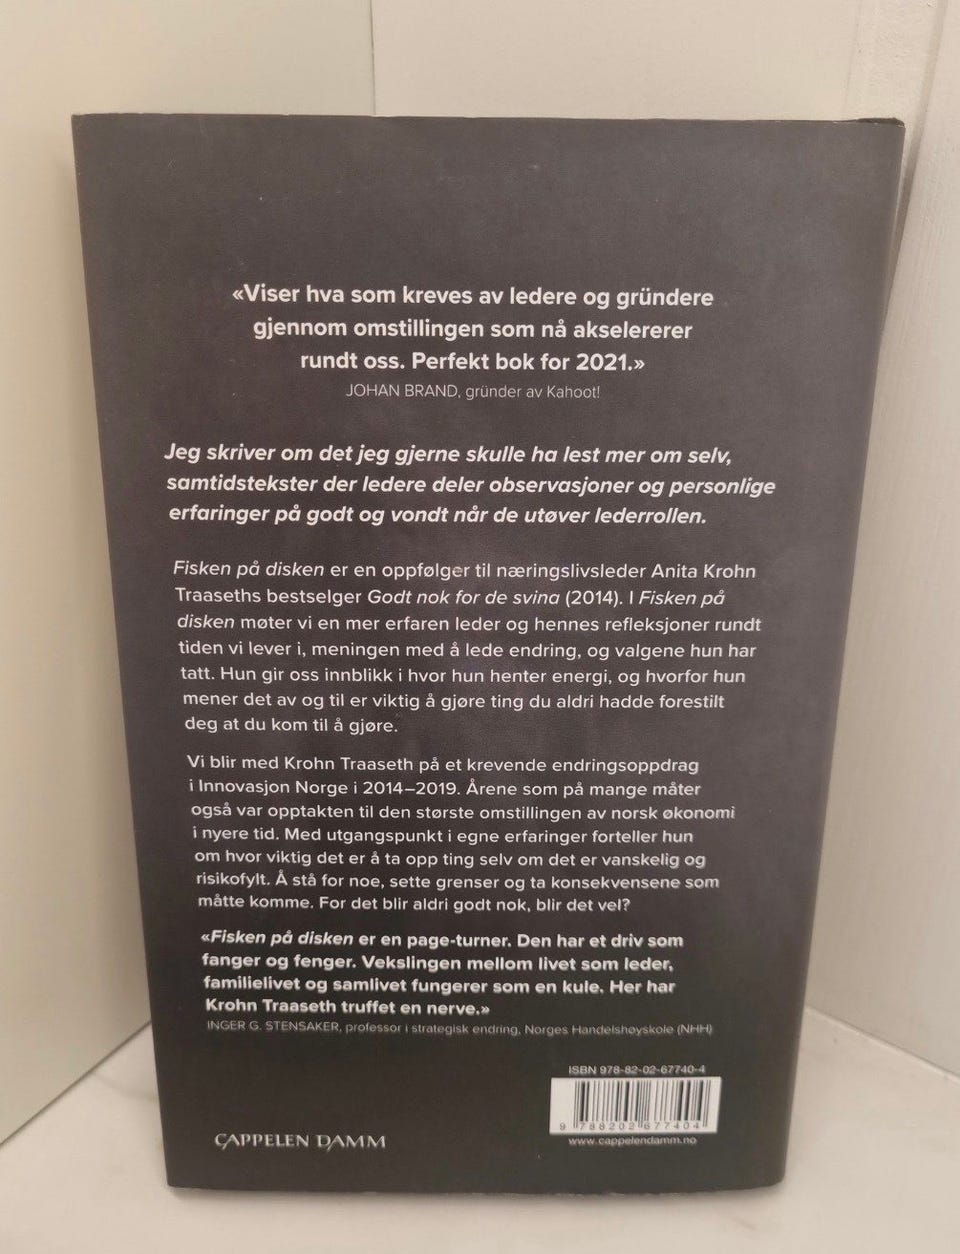 «Viser hva som kreves av ledere og gründere
gjennom omstillingen som nå akselererer
rundt oss. Perfekt bok for 2021.»
JOHAN BRAND, gründer av Kahoot!
Jeg skriver om det jeg gjerne skulle ha lest mer om selv,
samtidstekster der ledere deler observasjoner og personlige
erfaringer på godt og vondt når de utøver lederrollen.
Fisken på disken er en oppfølger til næringslivsleder Anita Krohn
Traaseths bestselger Godt nok for de svina (2014). I Fisken på
disken møter vi en mer erfaren leder og hennes refleksjoner rundt
tiden vi lever i, meningen med å lede endring, og valgene hun har
tatt. Hun gir oss innblikk i hvor hun henter energi, og hvorfor hun
mener det av og til er viktig å gjøre ting du aldri hadde forestilt
deg at du kom til å gjøre.
Vi blir med Krohn Traaseth på et krevende endringsoppdrag
i Innovasjon Norge i 2014–2019. Årene som på mange måter
også var opptakten til den største omstillingen av norsk økonomi
i nyere tid. Med utgangspunkt i egne erfaringer forteller hun
om hvor viktig det er å ta opp ting selv om det er vanskelig og
risikofylt. Å stå for noe, sette grenser og ta konsekvensene som
måtte komme. For det blir aldri godt nok, blir det vel?
«Fisken på disken er en page-turner. Den har et driv som
fanger og fenger. Vekslingen mellom livet som leder,
familielivet og samlivet fungerer som en kule. Her har
Krohn Traaseth truffet en nerve.»
INGER G. STENSAKER, professor i strategisk endring, Norges Handelshøyskole (NHH)
ISBN 978-82-02-67740-4
9 788202 677404
www.cappelendamm.no
CAPPELEN DAMM